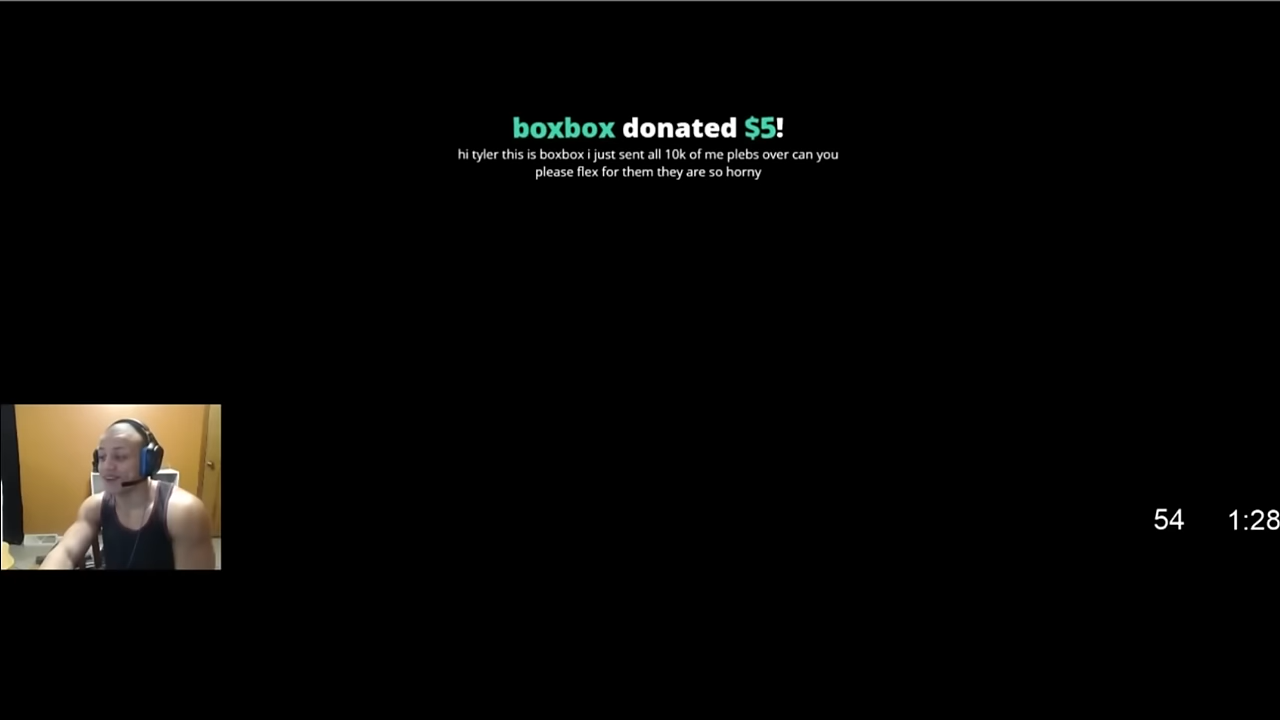 boxbox donated $5!
hi tyler this is boxbox i just sent all 10k of me plebs over can you
please flex for them they are so horny
54 1:28